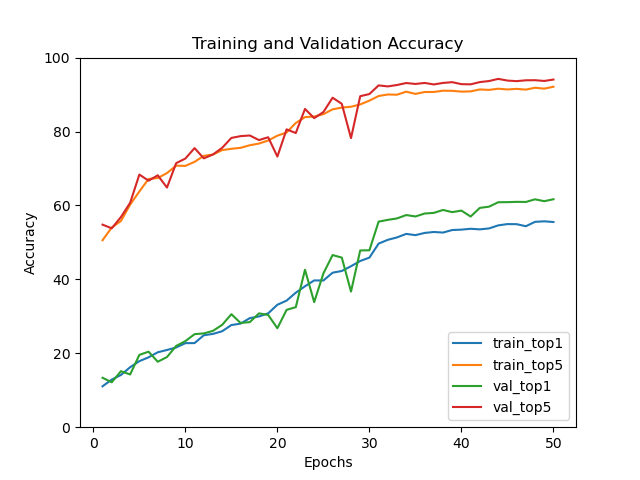 Training and Validation Accuracy
100
80
60
40
20
0
Accuracy
train_top1
train_top5
val_top1
val_top5
0 10 20 30 40 50
Epochs